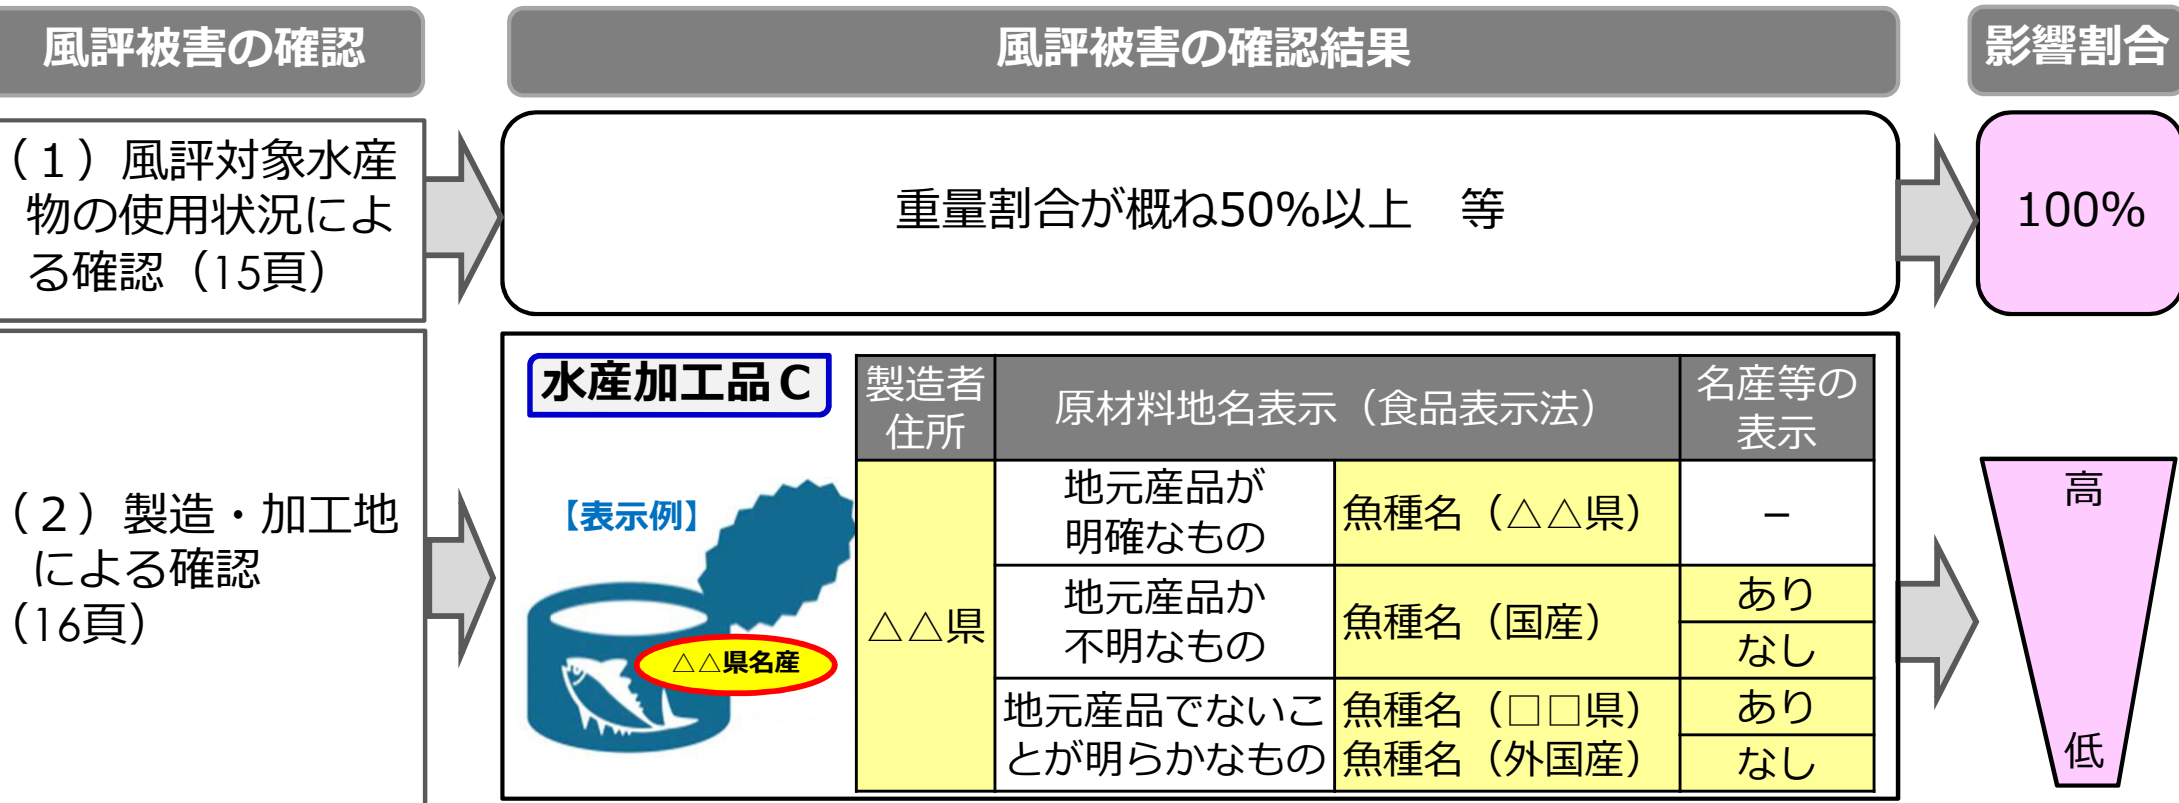 風評被害の確認
風評被害の確認結果
影響割合
（１）風評対象水産
物の使用状況によ
る確認（15頁）
重量割合が概ね50%以上　等
100%
（２）製造・加工地
による確認
（16頁）
水産加工品Ｃ
【表示例】
△△県名産
製造者
住所
原材料地名表示（食品表示法）
名産等の
表示
△△県
地元産品が
明確なもの
魚種名（△△県）
－
地元産品か
不明なもの
魚種名（国産）
あり
なし
地元産品でないこ
とが明らかなもの
魚種名（□□県）
魚種名（外国産）
あり
なし
高
低